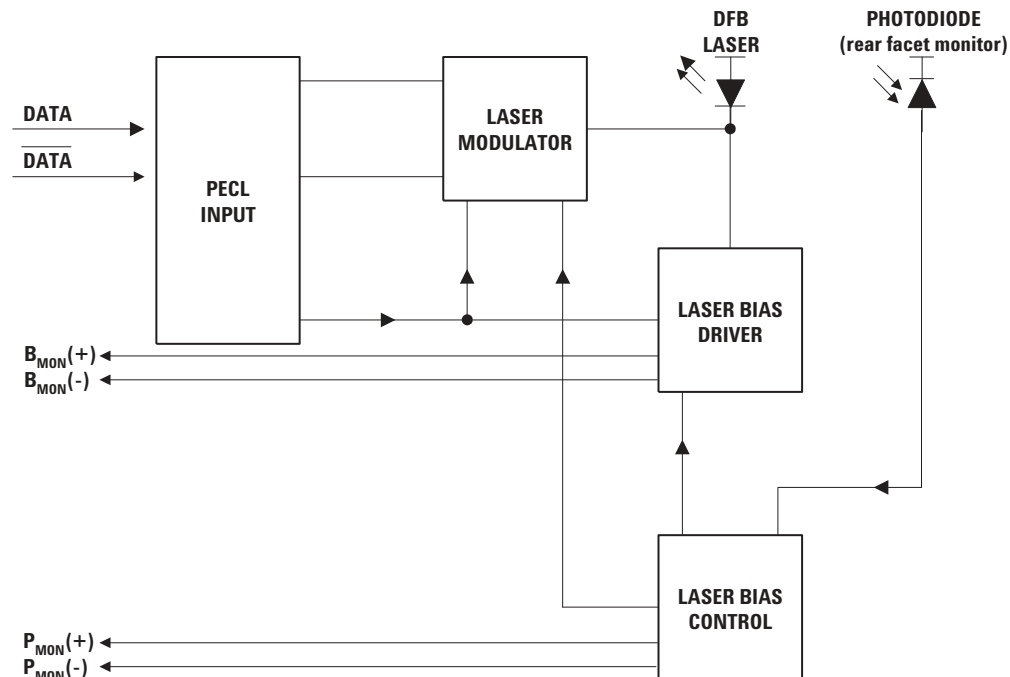 DFB
LASER
PHOTODIODE
(rear facet monitor)
DATA
DATA
PECL
INPUT
LASER
MODULATOR
LASER BIAS
DRIVER
BMON(+)
BMON(-)
LASER BIAS
CONTROL
PMON(+)
PMON(-)